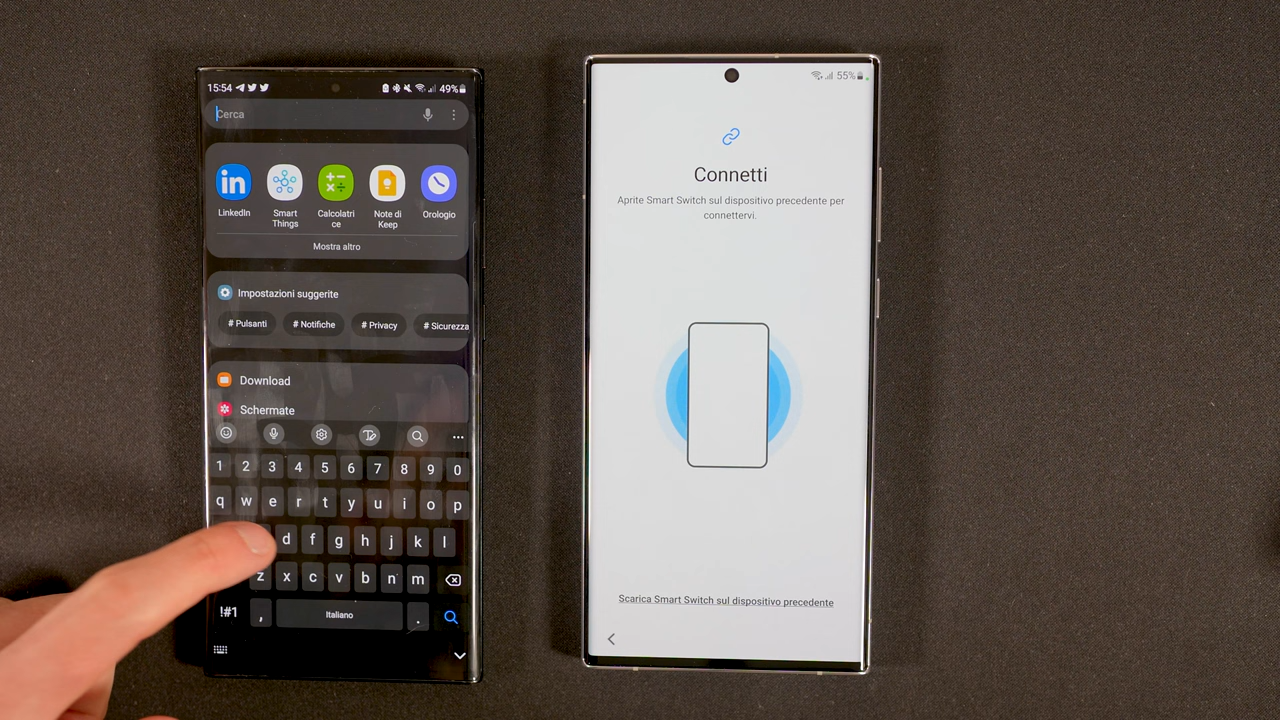 15:54 49%
Cerca
in
LinkedIn
Smart
Things
Calcolatri
ce
Note di
Keep
Orologio
Mostra altro
Impostazioni suggerite
# Pulsanti # Notifiche # Privacy # Sicurezza
Download
Schermate
1 2 3 4 5 6 7 8 9 0
q w e r t y u i o p
d f g h j k l
z x c v b n m
!#1 , Italiano .
55%
Connetti
Aprite Smart Switch sul dispositivo precedente per
connettervi.
Scarica Smart Switch sul dispositivo precedente